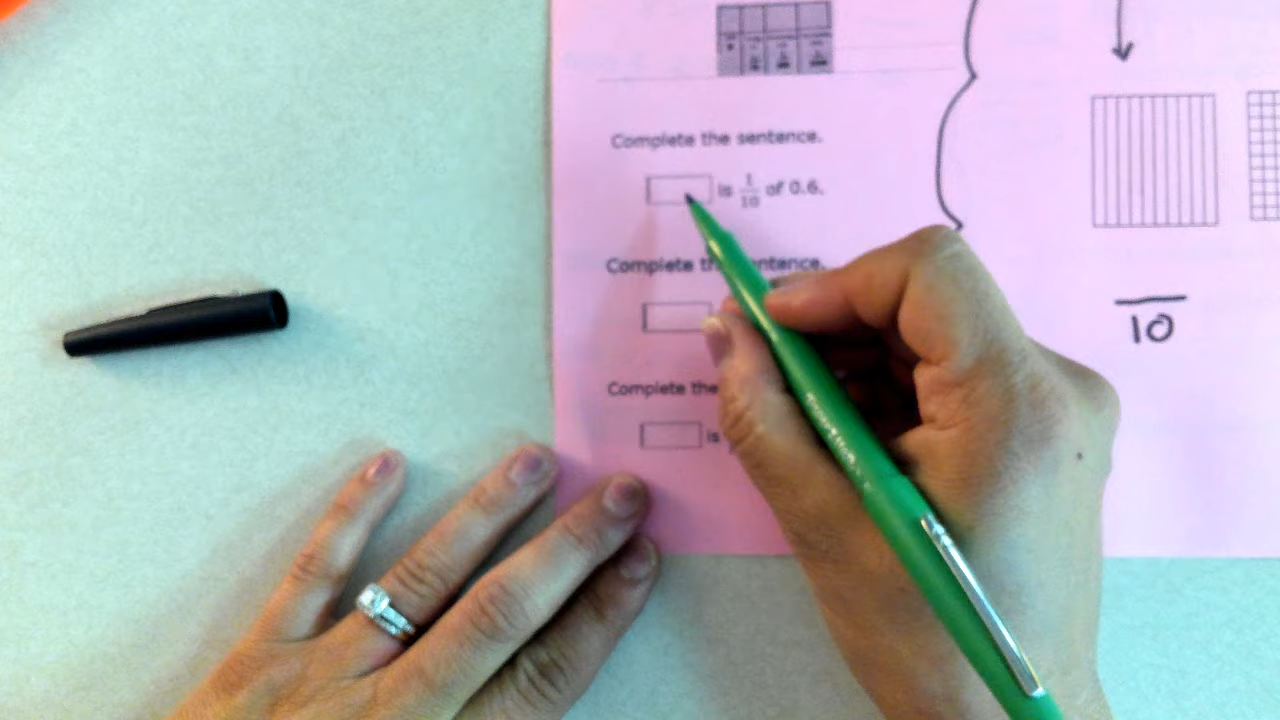 Complete the sentence.
is 1/10 of 0.6.
Complete the sentence.
Complete the
is
10